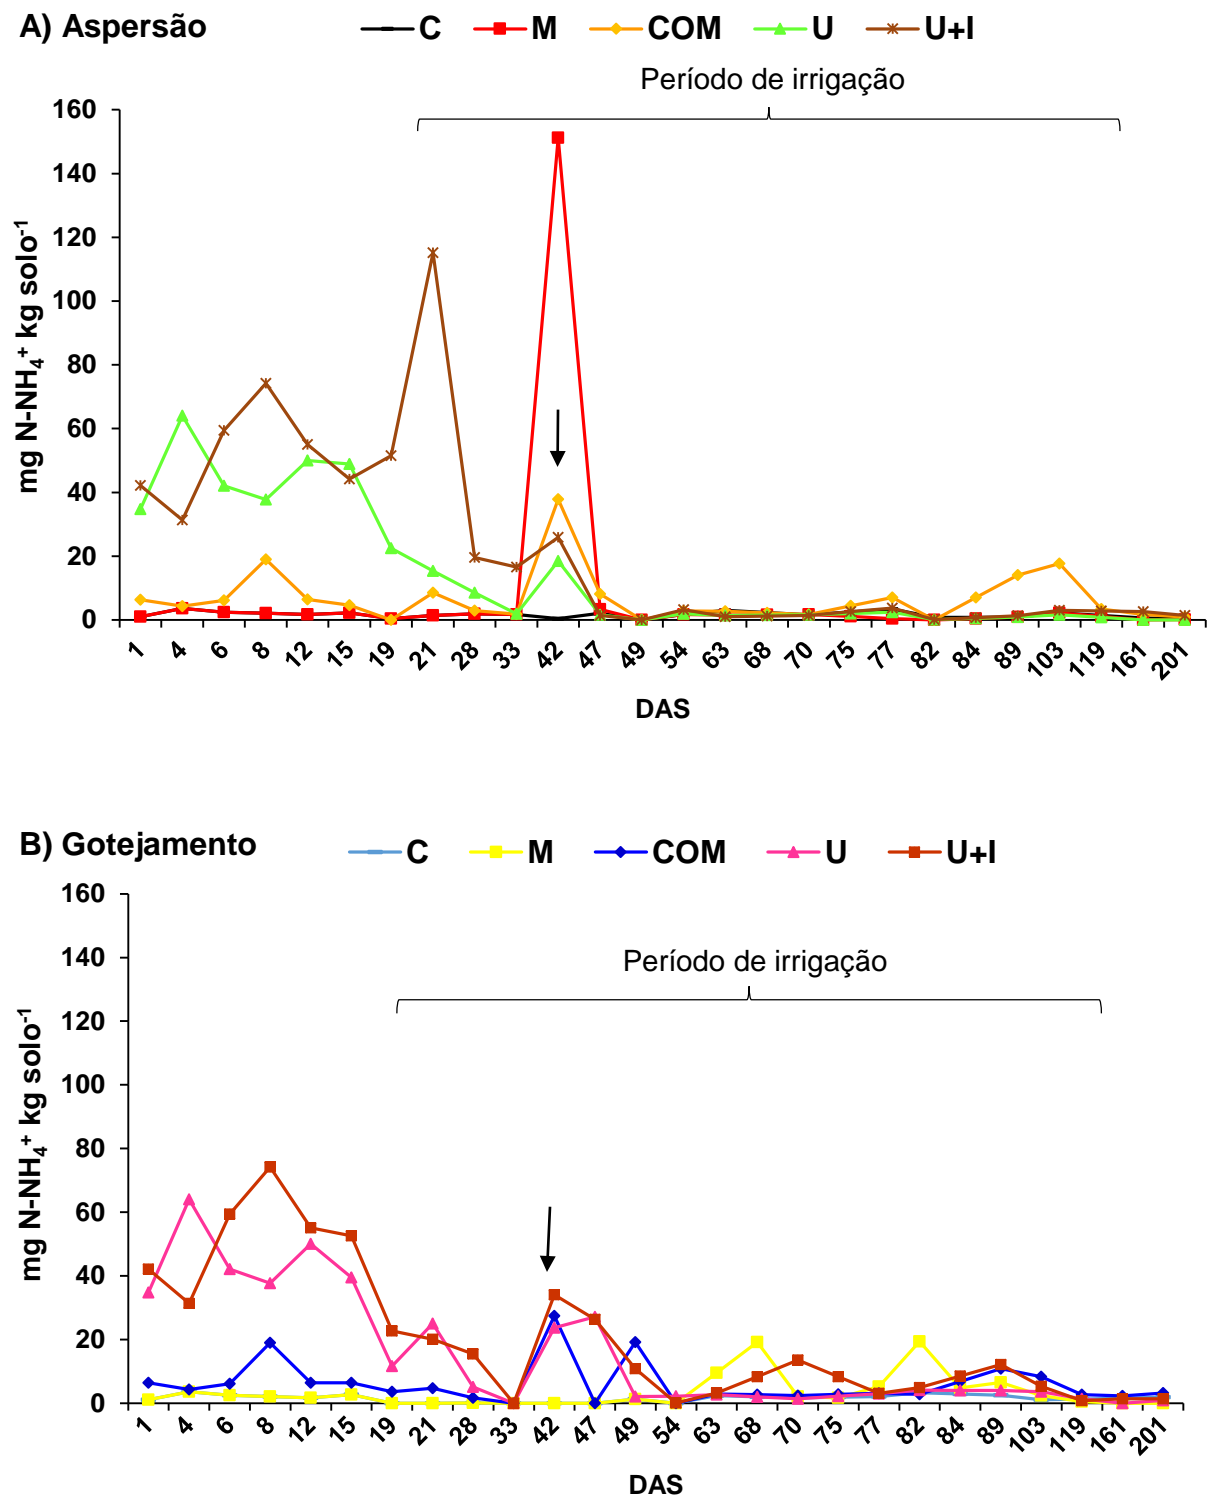 A) Aspersão
C M COM U U+I
Período de irrigação
160
140
120
100
80
60
40
20
0
mg N-NH₄⁺ kg solo⁻¹
1 4 6 8 12 15 19 21 28 33 42 47 49 54 63 68 70 75 77 82 84 89 103 119 161 201
DAS
B) Gotejamento
C M COM U U+I
Período de irrigação
160
140
120
100
80
60
40
20
0
mg N-NH₄⁺ kg solo⁻¹
1 4 6 8 12 15 19 21 28 33 42 47 49 54 63 68 70 75 77 82 84 89 103 119 161 201
DAS